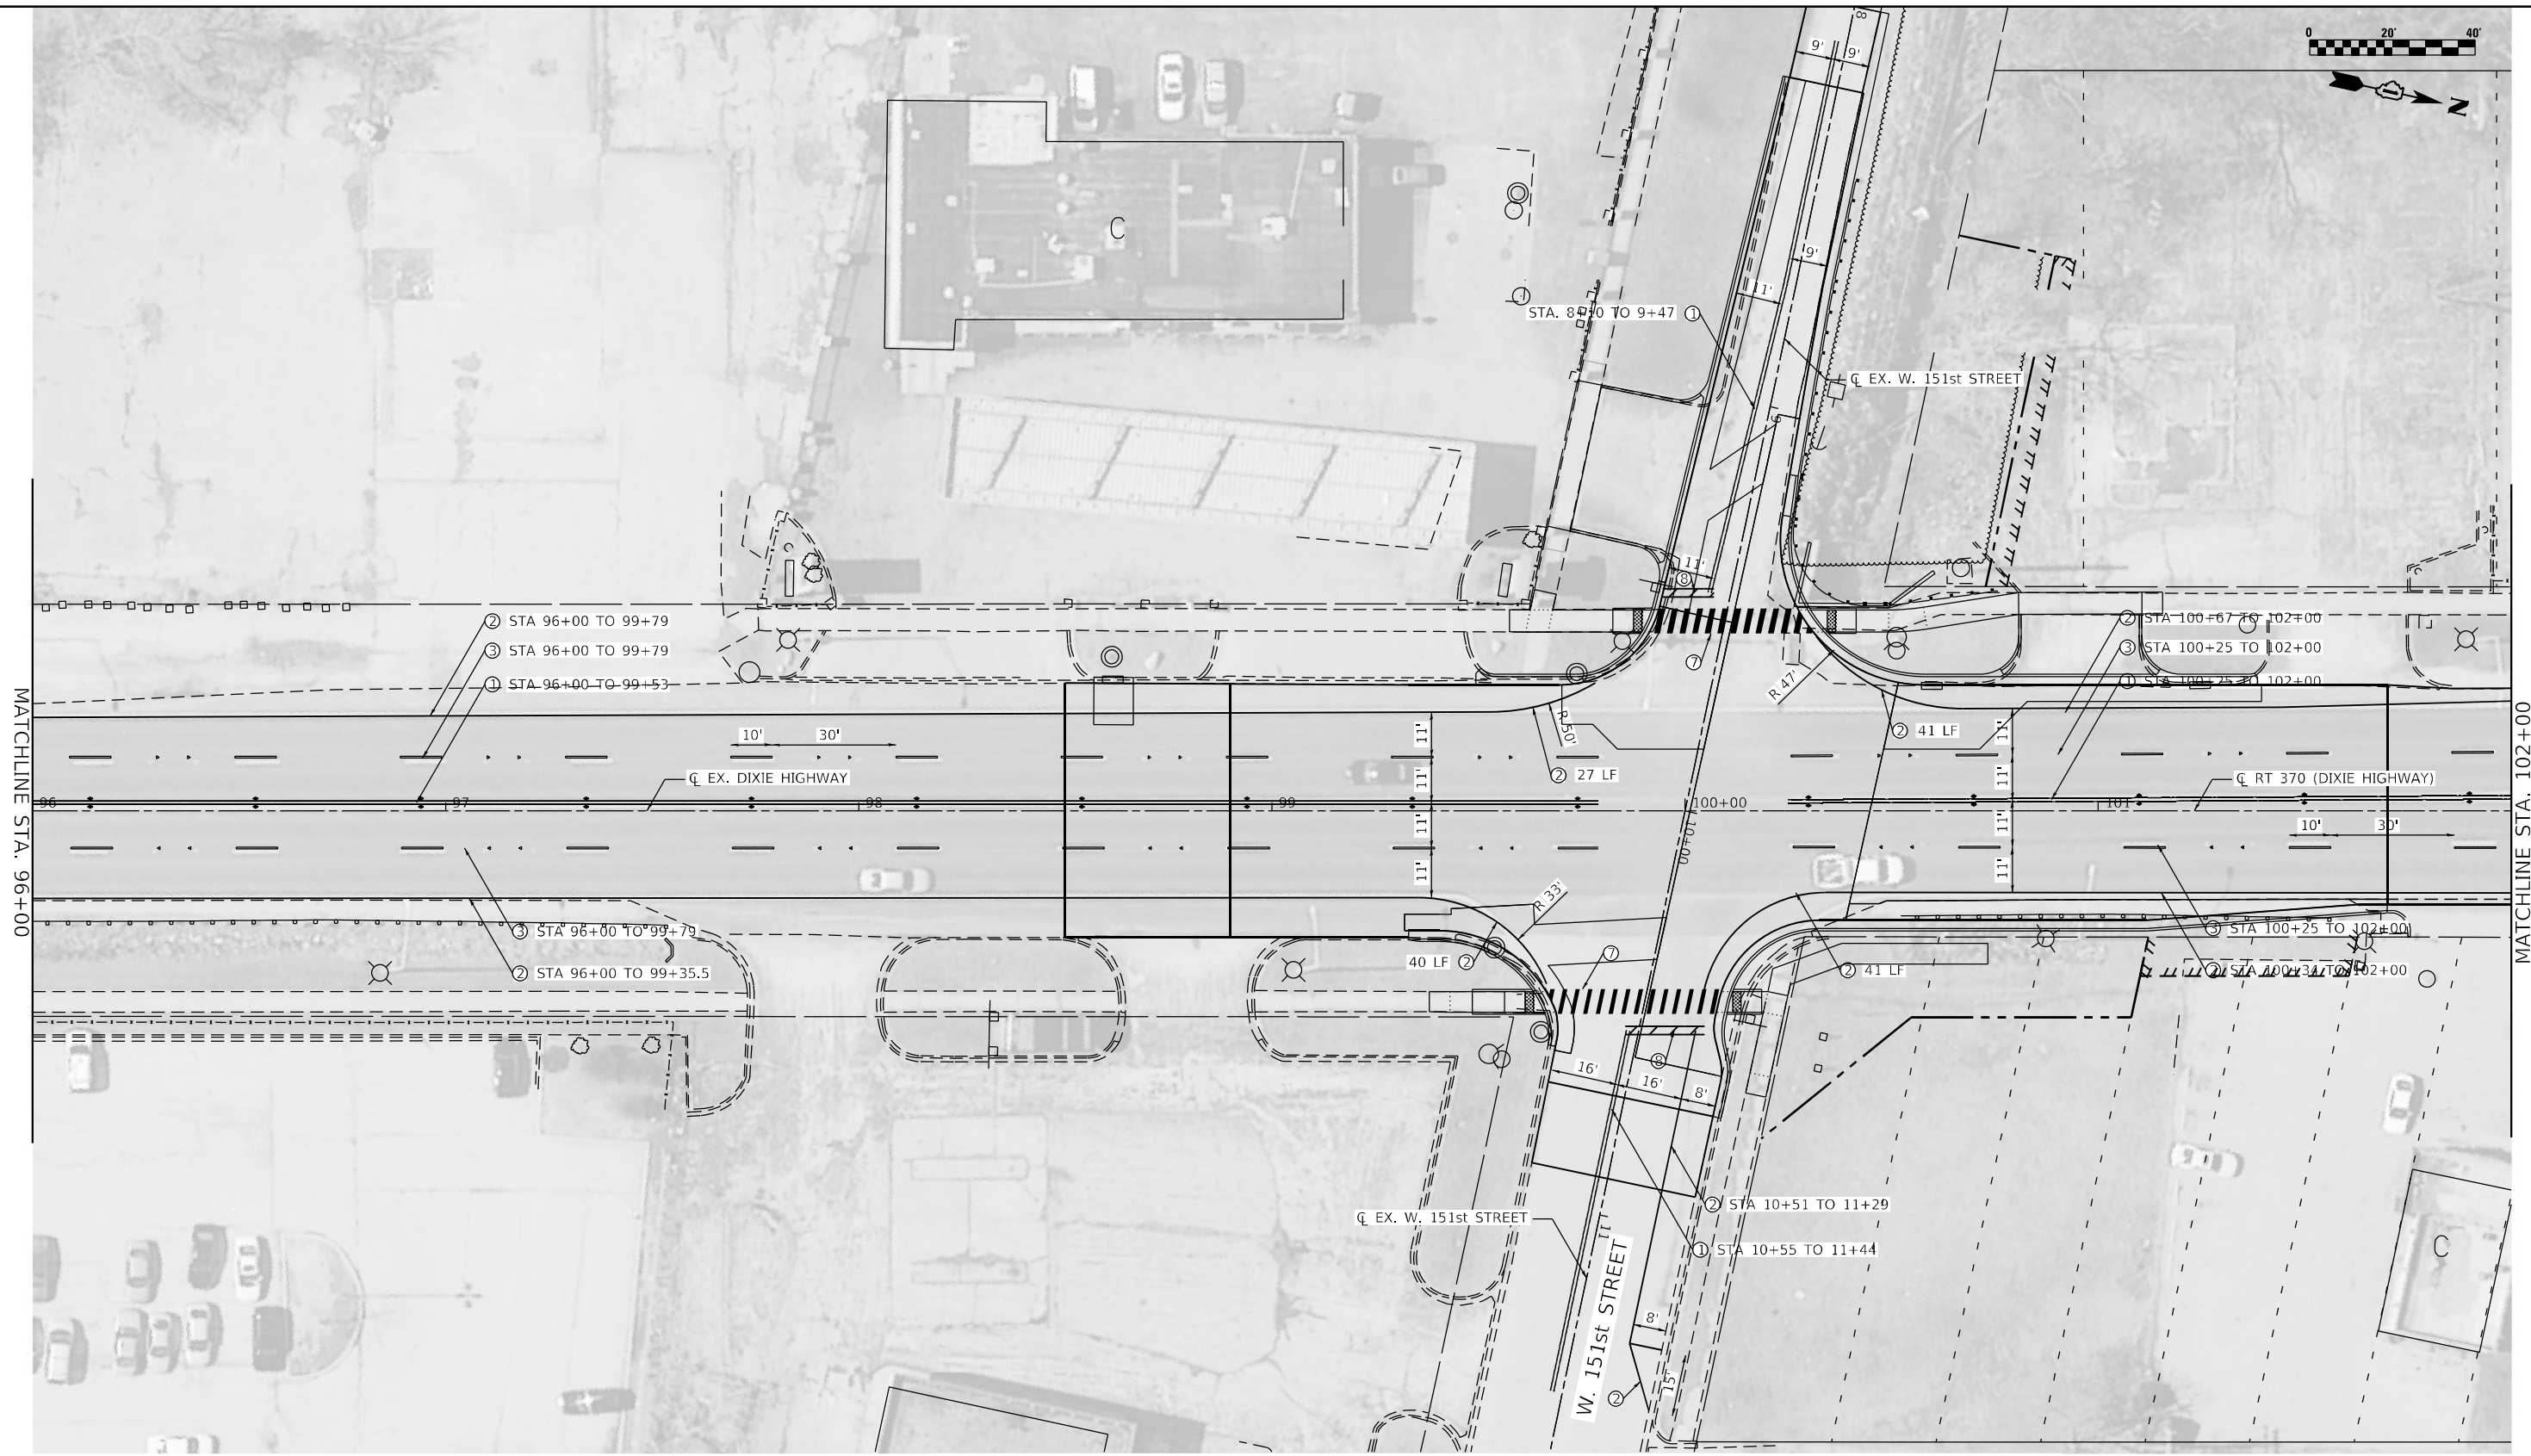 8
9'
9'
0 20' 40'
N
C
9'
11'
STA. 8+ 0 TO 9+47 ①
℄ EX. W. 151st STREET
9
11'
⑧
② STA 96+00 TO 99+79
③ STA 96+00 TO 99+79
① STA 96+00 TO 99+53
⑦
② STA 100+67 TO 102+00
③ STA 100+25 TO 102+00
① STA 100+25 TO 102+00
R 47'
R 50'
10' 30'
11'
② 41 LF
11'
② 27 LF
℄ EX. DIXIE HIGHWAY
℄ RT 370 (DIXIE HIGHWAY)
11'
11'
96
97
98
99
100+00
101
10+00
11'
11'
10' 30'
11'
11'
MATCHLINE STA. 96+00
MATCHLINE STA. 102+00
R 33'
③ STA 96+00 TO 99+79
② STA 96+00 TO 99+35.5
40 LF ②
⑦
② 41 LF
③ STA 100+25 TO 102+00
② STA 100+34 TO 102+00
⑧
16'
16'
8'
② STA 10+51 TO 11+29
℄ EX. W. 151st STREET
11
① STA 10+55 TO 11+44
C
W. 151st STREET
8'
15'
②